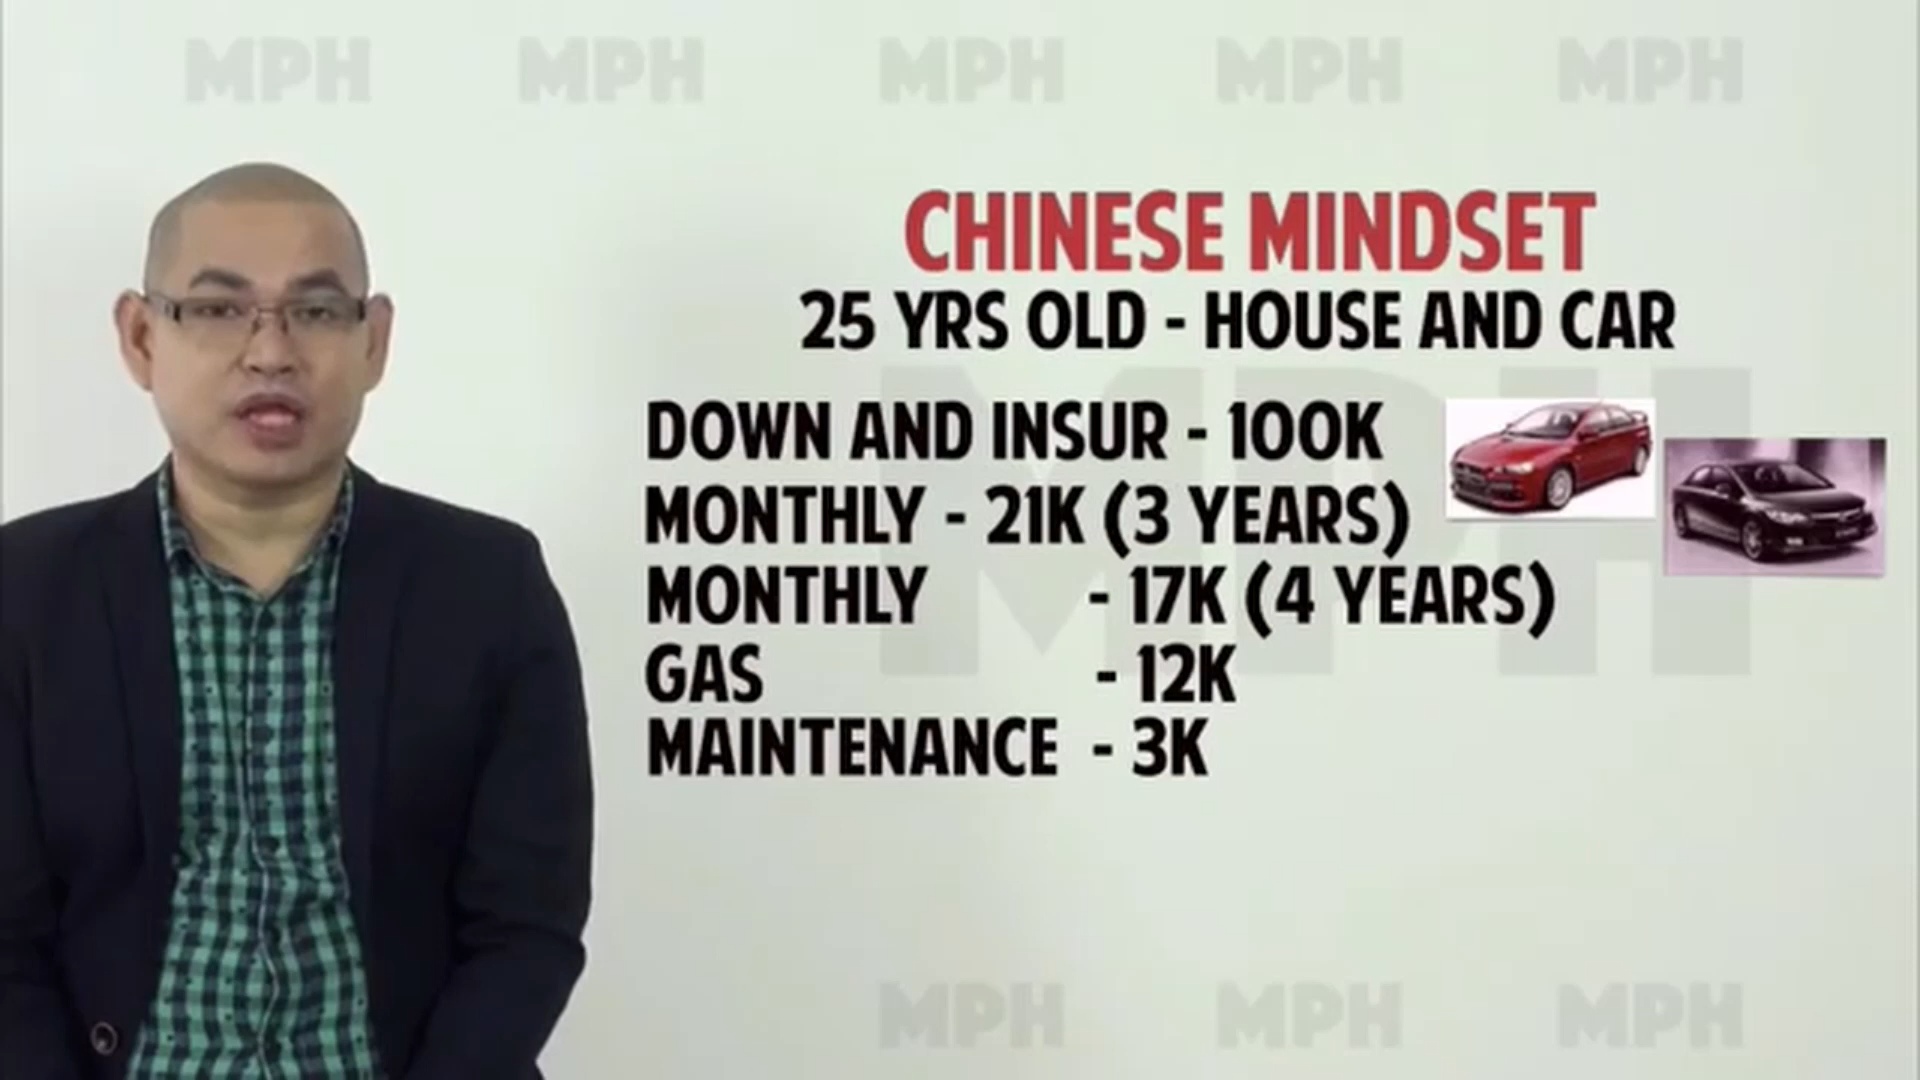 MPH MPH MPH MPH MPH
CHINESE MINDSET
25 YRS OLD - HOUSE AND CAR
MPH
DOWN AND INSUR - 100K
MONTHLY - 21K (3 YEARS)
MONTHLY - 17K (4 YEARS)
GAS - 12K
MAINTENANCE - 3K
MPH MPH MPH